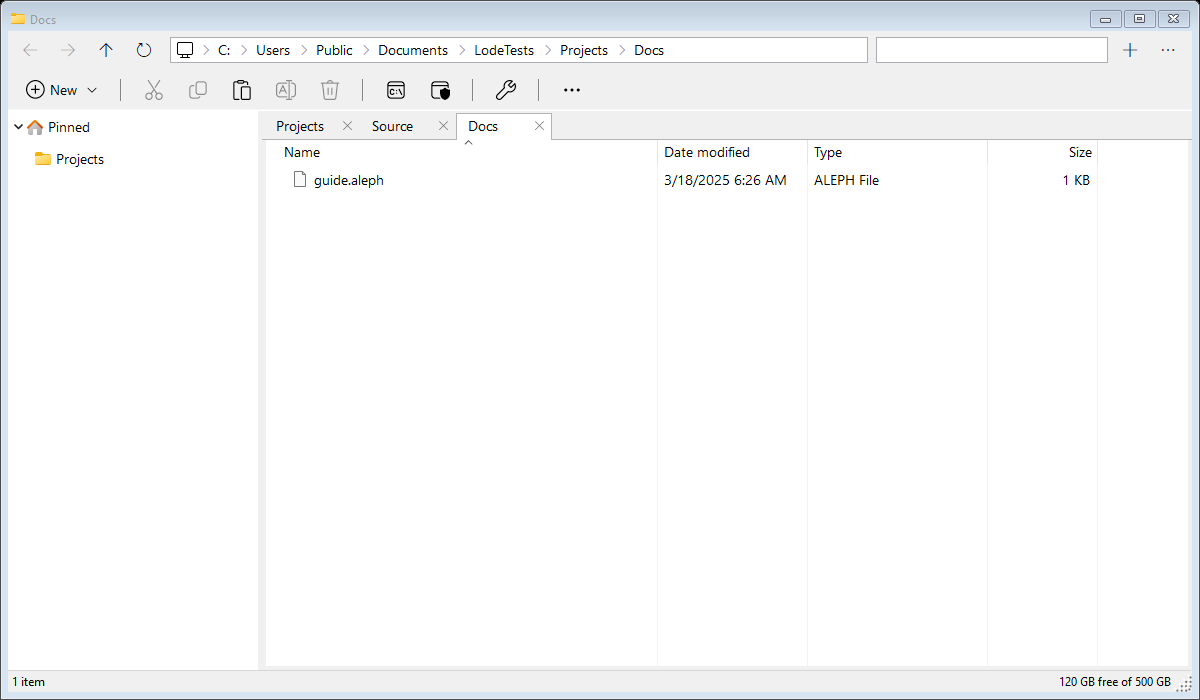 Docs
C: Users Public Documents LodeTests Projects Docs
New
Pinned
Projects
Projects Source Docs
Name Date modified Type Size
guide.aleph 3/18/2025 6:26 AM ALEPH File 1 KB
1 item 120 GB free of 500 GB